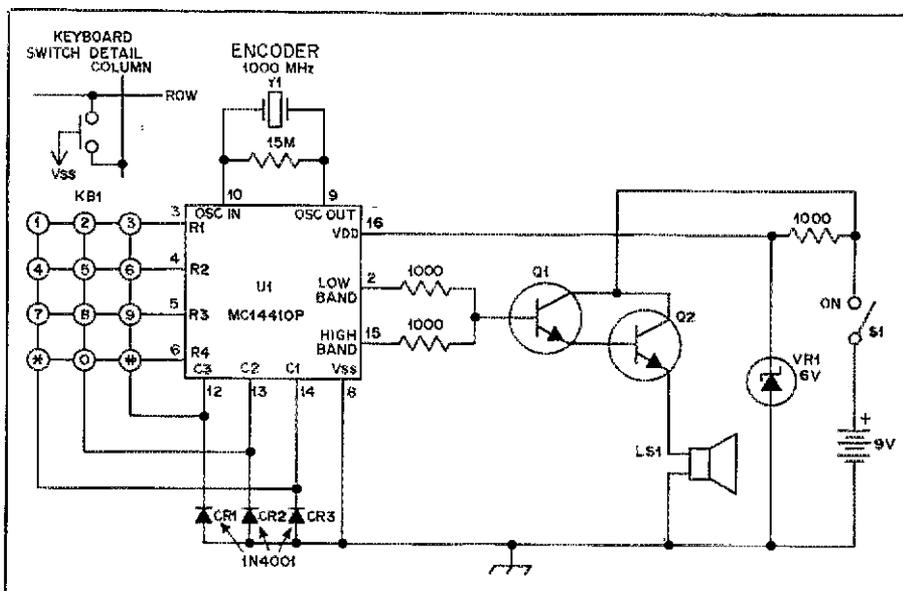 KEYBOARD
SWITCH DETAIL
COLUMN
ROW
VSS
ENCODER
1000 MHz
Y1
15M
KB1
10
9
1
2
3
3
OSC IN
OSC OUT
16
1000
R1
VDD
4
5
6
4
R2
U1
LOW
BAND
2
1000
Q1
ON
S1
7
8
9
5
R3
MC14410P
1000
Q2
HIGH
BAND
15
*
0
#
6
R4
C3
C2
C1
VSS
12
13
14
8
VR1
6V
+
9V
LS1
CR1
CR2
CR3
1N4001